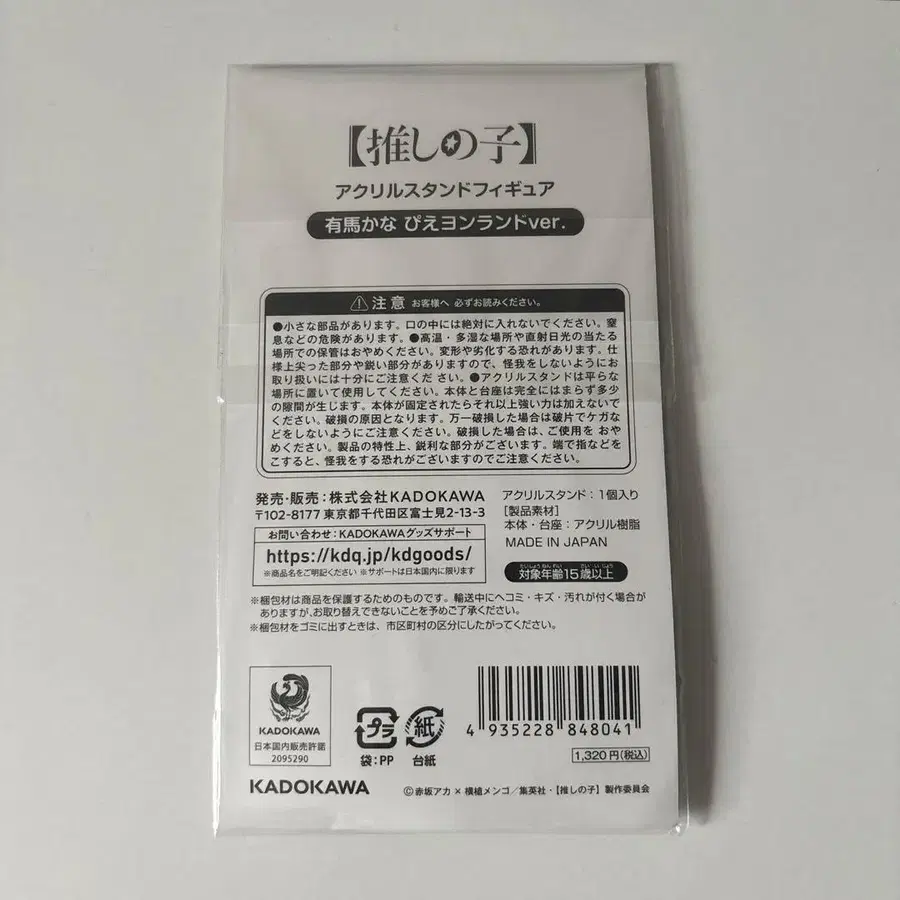 【推しの子】
アクリルスタンドフィギュア
有馬かな ぴえヨンランドver.
注意 お客様へ 必ずお読みください。
●小さな部品があります。口の中には絶対に入れないでください。窒
息などの危険があります。●高温・多湿な場所や直射日光の当たる
場所での保管はおやめください。変形や劣化する恐れがあります。仕
様上尖った部分や鋭い部分がありますので、怪我をしないようにお
取り扱いには十分にご注意くだ さい。●アクリルスタンドは平らな
場所に置いて使用してください。本体と台座は完全にはまらず多少
の隙間が生じます。本体が固定されたらそれ以上強い力は加えないで
ください。破損の原因となります。万一破損した場合は破片でケガな
どをしないようにご注意ください。破損した場合は、ご使用を おや
めください。製品の特性上、鋭利な部分がございます。端で指などを
こすると、怪我をする恐れがございますのでご注意ください。
発売・販売：株式会社KADOKAWA
〒102-8177 東京都千代田区富士見2-13-3
お問い合わせ：KADOKAWAグッズサポート
https://kdq.jp/kdgoods/
※商品名をご明記ください ※サポートは日本国内に限ります
アクリルスタンド：1個入り
[製品素材]
本体・台座：アクリル樹脂
MADE IN JAPAN
対象年齢15歳以上
※梱包材は商品を保護するためのものです。輸送中にヘコミ・キズ・汚れが付く場合が
ありますが、お取り替えできないことを予めご了承ください。
※梱包材をゴミに出すときは、市区町村の区分にしたがってください。
KADOKAWA
日本国内販売許諾
2095290
プラ
袋：PP
紙
台紙
4 935228 848041
1,320円(税込)
KADOKAWA
Ⓒ赤坂アカ×横槍メンゴ／集英社・【推しの子】製作委員会